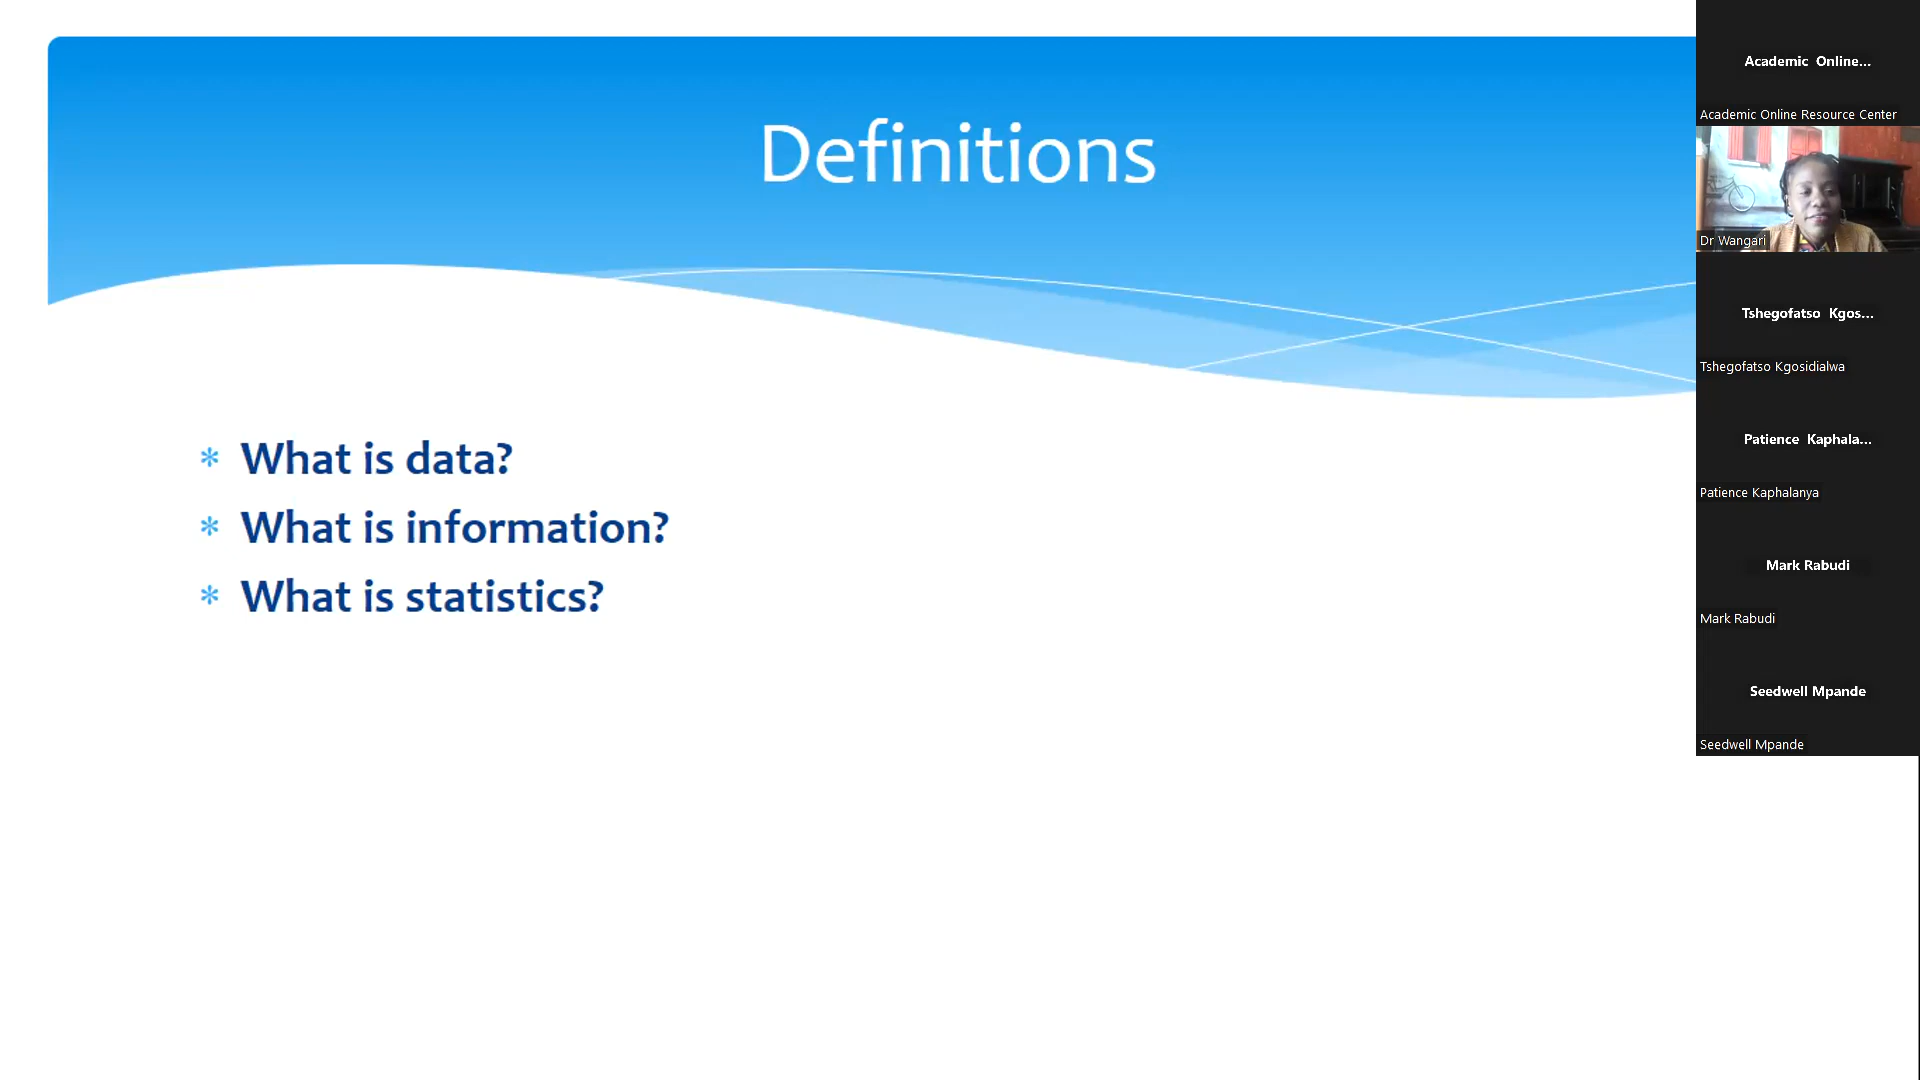 Definitions
* What is data?
* What is information?
* What is statistics?
Academic Online...
Academic Online Resource Center
Dr Wangari
Tshegofatso Kgos...
Tshegofatso Kgosidialwa
Patience Kaphala...
Patience Kaphalanya
Mark Rabudi
Mark Rabudi
Seedwell Mpande
Seedwell Mpande